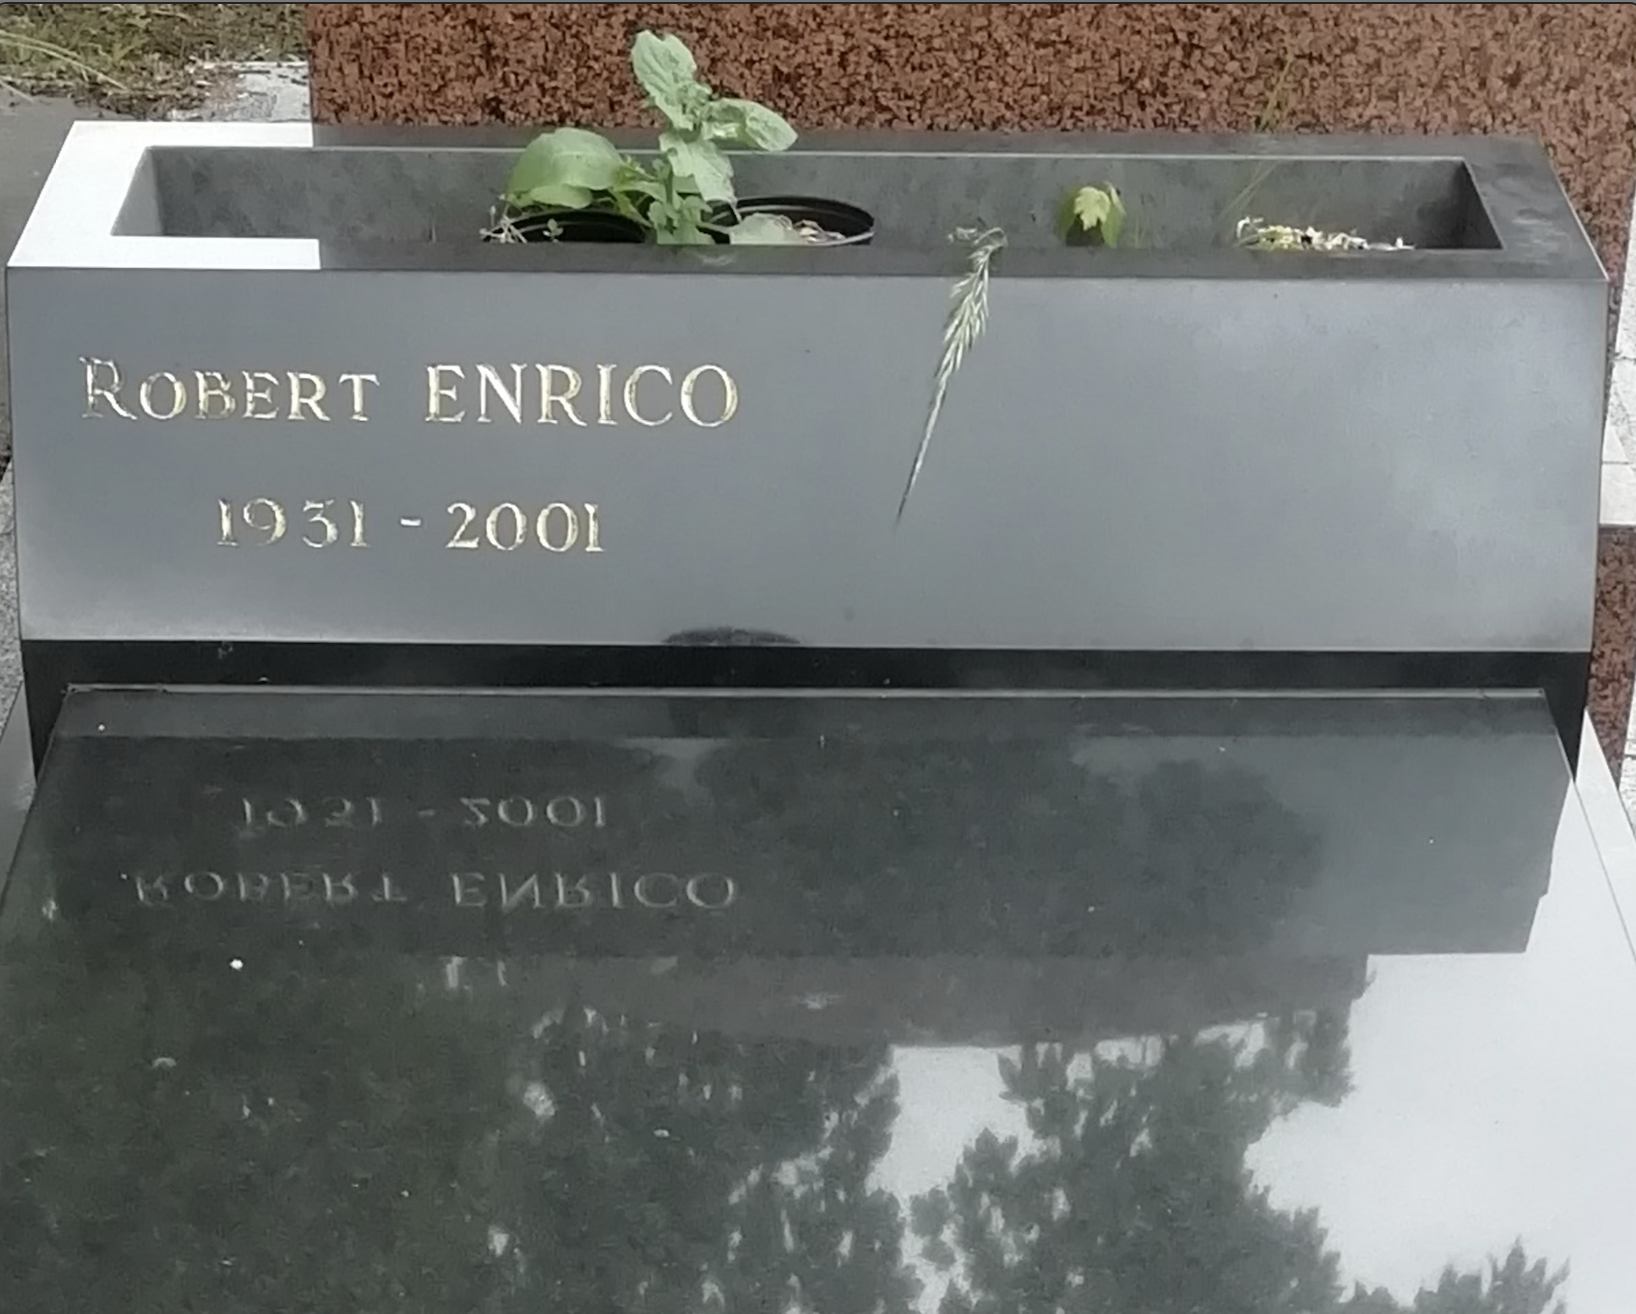 ROBERT ENRICO
1931 - 2001